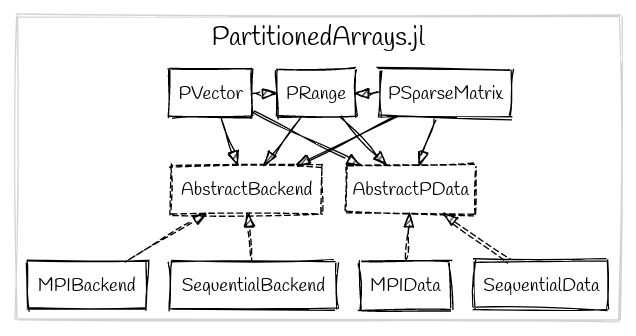 PartitionedArrays.jl
PVector
PRange
PSparseMatrix
AbstractBackend
AbstractPData
MPIBackend
SequentialBackend
MPIData
SequentialData